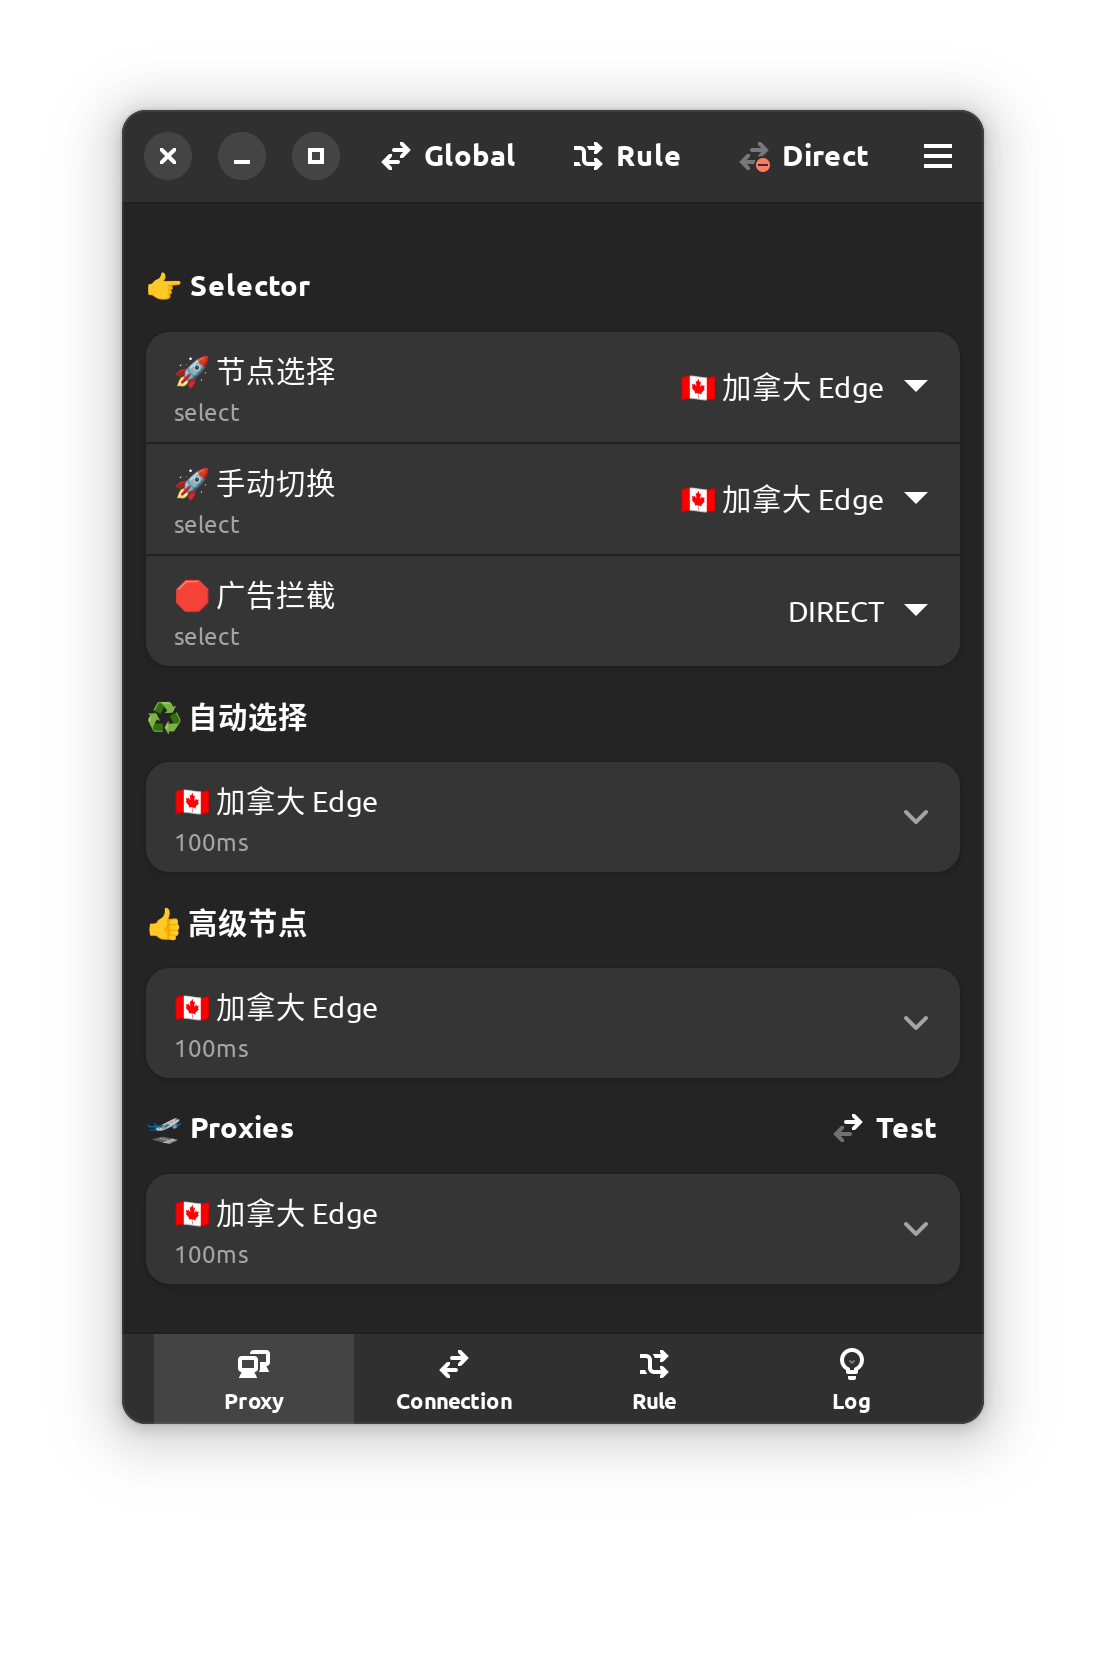 Global Rule Direct
👉 Selector
🚀 节点选择
select
🇨🇦 加拿大 Edge
🚀 手动切换
select
🇨🇦 加拿大 Edge
🛑 广告拦截
select
DIRECT
♻️ 自动选择
🇨🇦 加拿大 Edge
100ms
👍 高级节点
🇨🇦 加拿大 Edge
100ms
🛫 Proxies
Test
🇨🇦 加拿大 Edge
100ms
Proxy Connection Rule Log